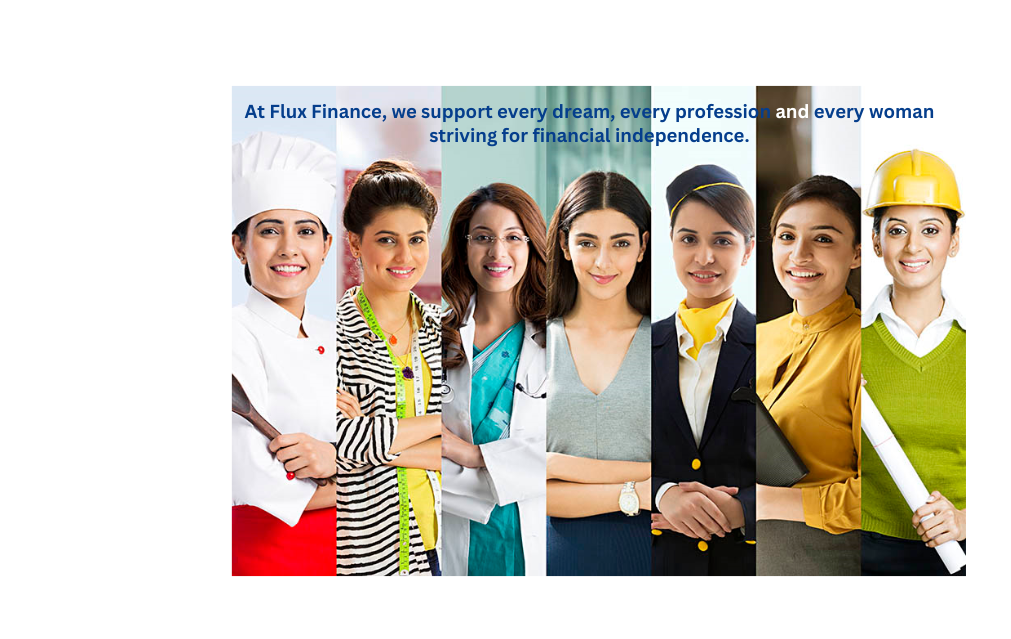 At Flux Finance, we support every dream, every profession and every woman
striving for financial independence.